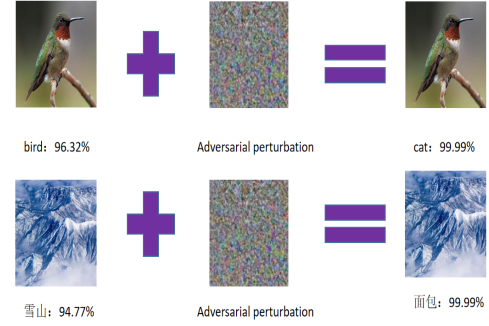 bird：96.32%
Adversarial perturbation
cat：99.99%
雪山：94.77%
Adversarial perturbation
面包：99.99%